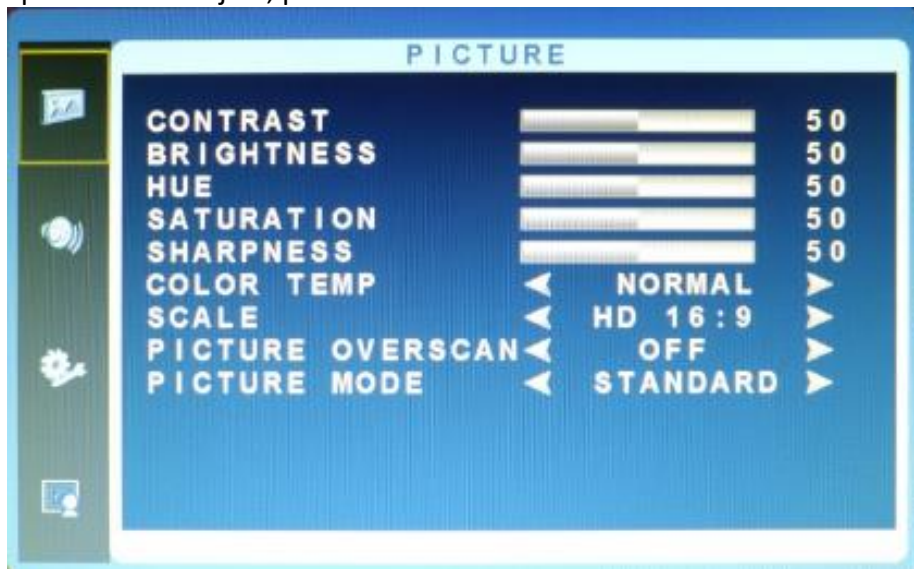 PICTURE
CONTRAST 50
BRIGHTNESS 50
HUE 50
SATURATION 50
SHARPNESS 50
COLOR TEMP NORMAL
SCALE HD 16:9
PICTURE OVERSCAN OFF
PICTURE MODE STANDARD